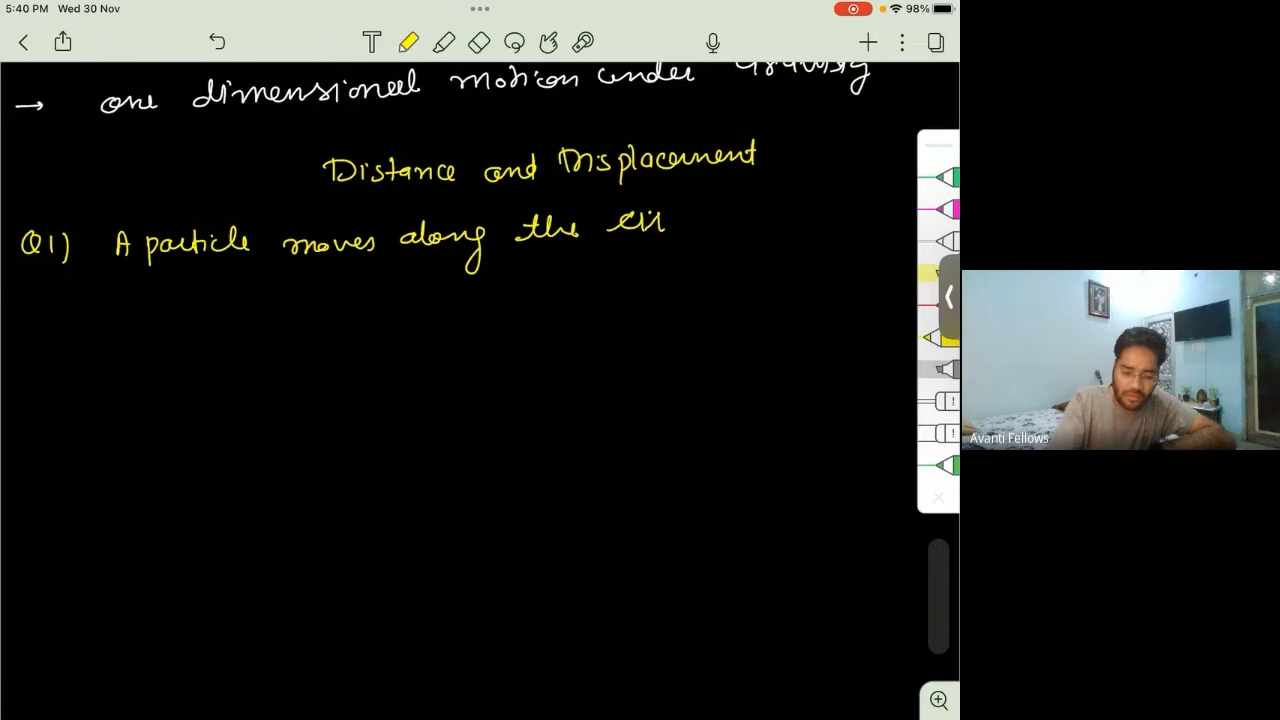 5:40 PM Wed 30 Nov
98%
→ one dimensional motion under Gravity
Distance and Displacement
Q1) A particle moves along the cir
Avanti Fellows